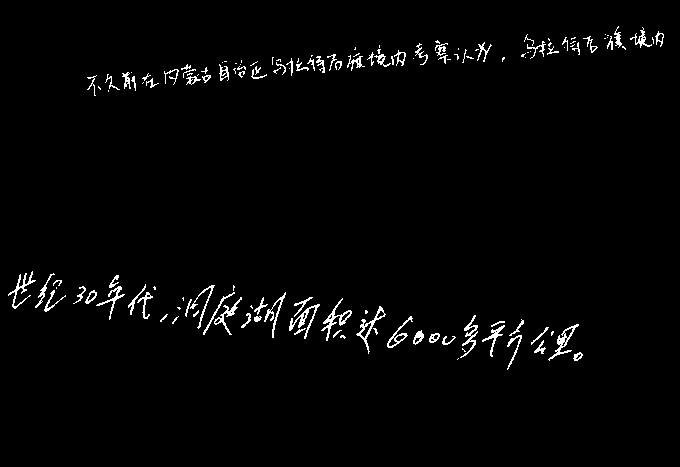 不久前在内蒙古自治区乌拉特后旗境内考察认为，乌拉特后旗境内
世纪30年代，洞庭湖面积达6000多平方公里。